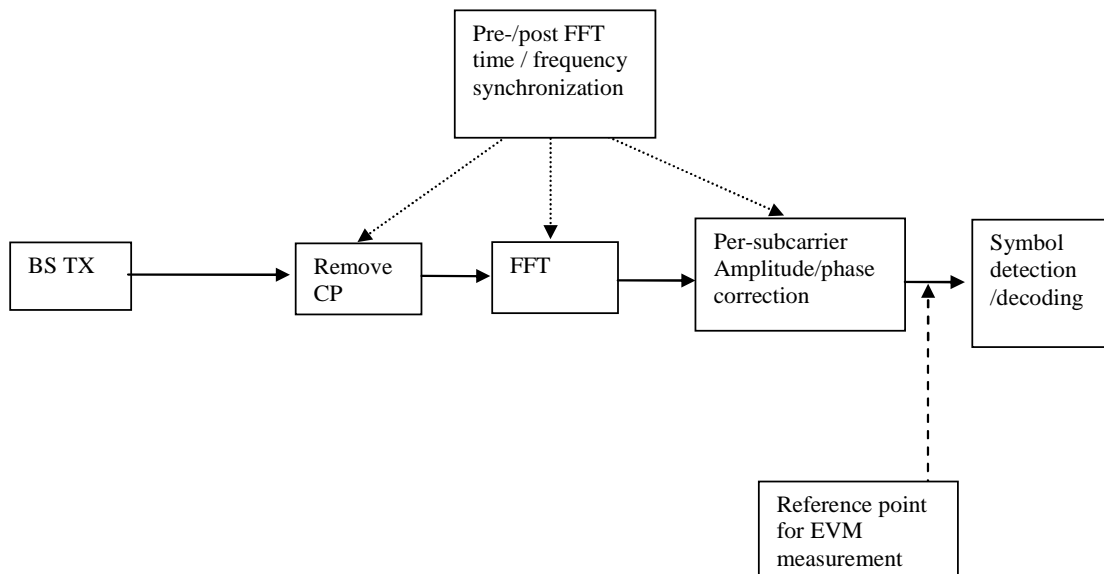 Pre-/post FFT
time / frequency
synchronization
BS TX
Remove
CP
FFT
Per-subcarrier
Amplitude/phase
correction
Symbol
detection
/decoding
Reference point
for EVM
measurement